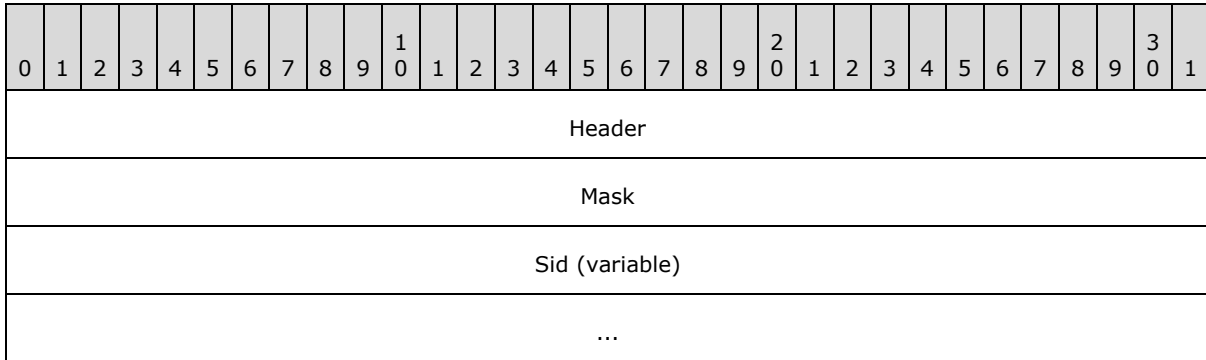 1 2 3
0 1 2 3 4 5 6 7 8 9 0 1 2 3 4 5 6 7 8 9 0 1 2 3 4 5 6 7 8 9 0 1
Header
Mask
Sid (variable)
...